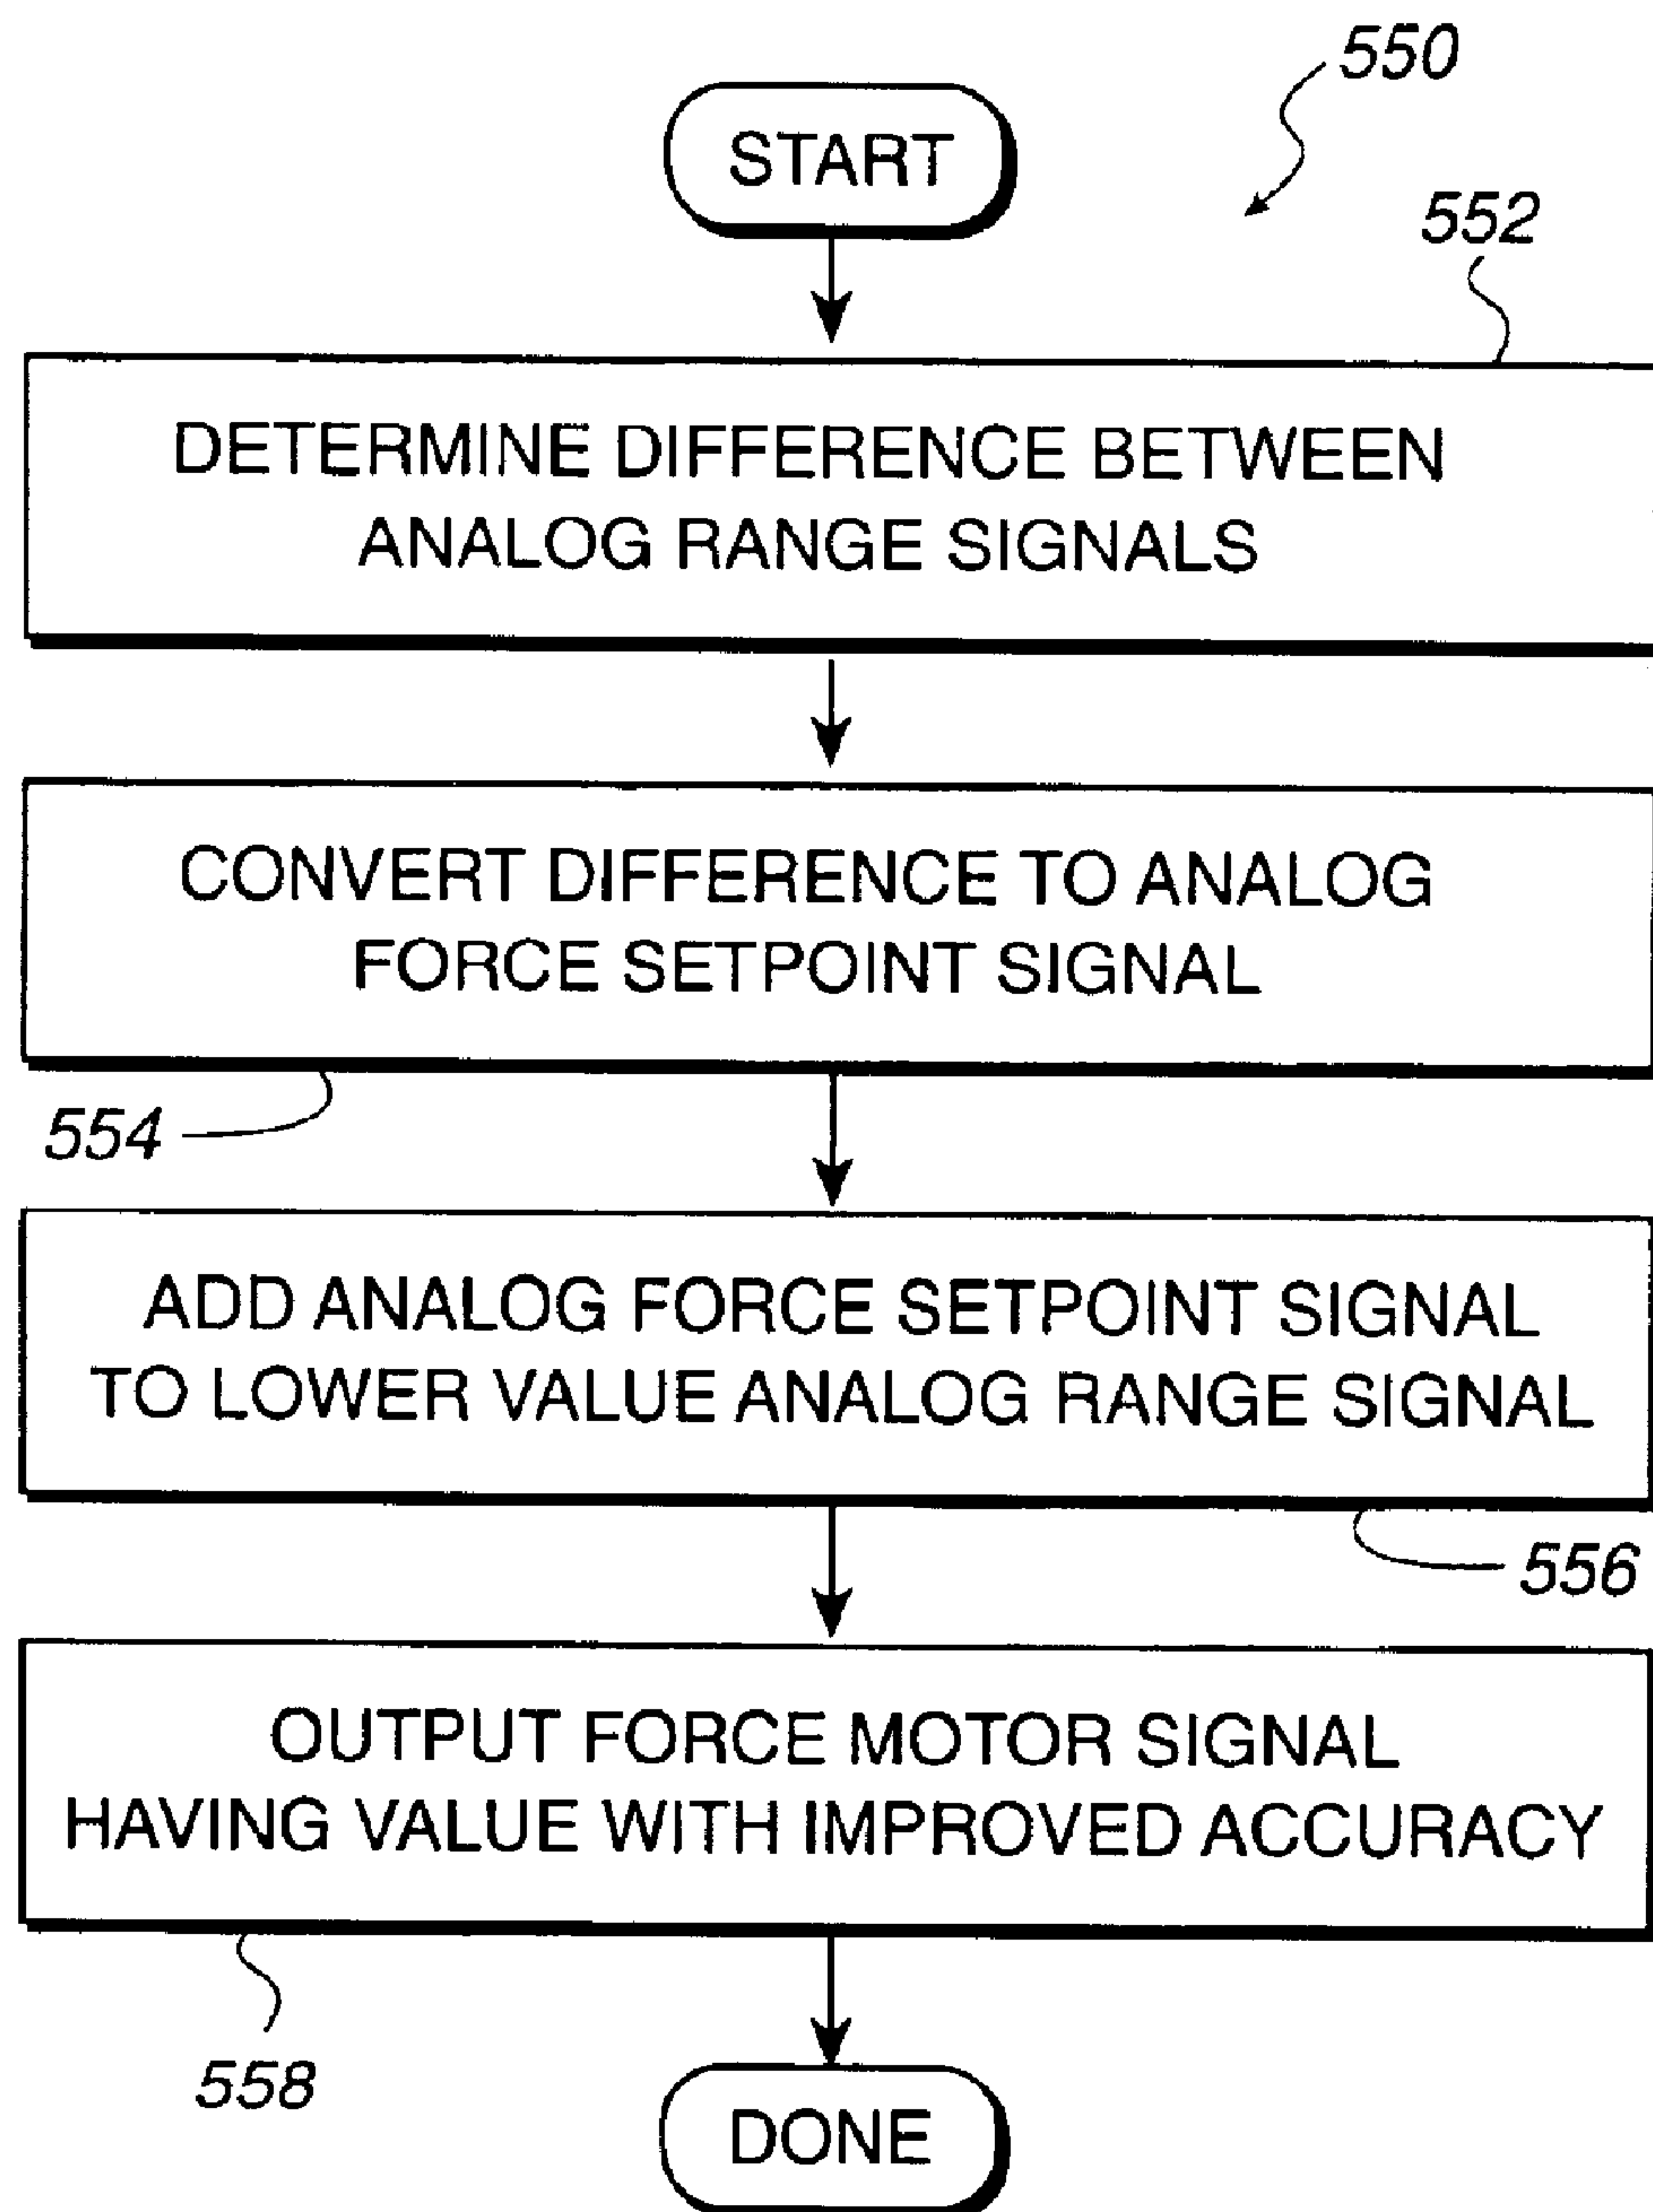 550
START
552
DETERMINE DIFFERENCE BETWEEN
ANALOG RANGE SIGNALS
CONVERT DIFFERENCE TO ANALOG
FORCE SETPOINT SIGNAL
554
ADD ANALOG FORCE SETPOINT SIGNAL
TO LOWER VALUE ANALOG RANGE SIGNAL
556
OUTPUT FORCE MOTOR SIGNAL
HAVING VALUE WITH IMPROVED ACCURACY
558
DONE